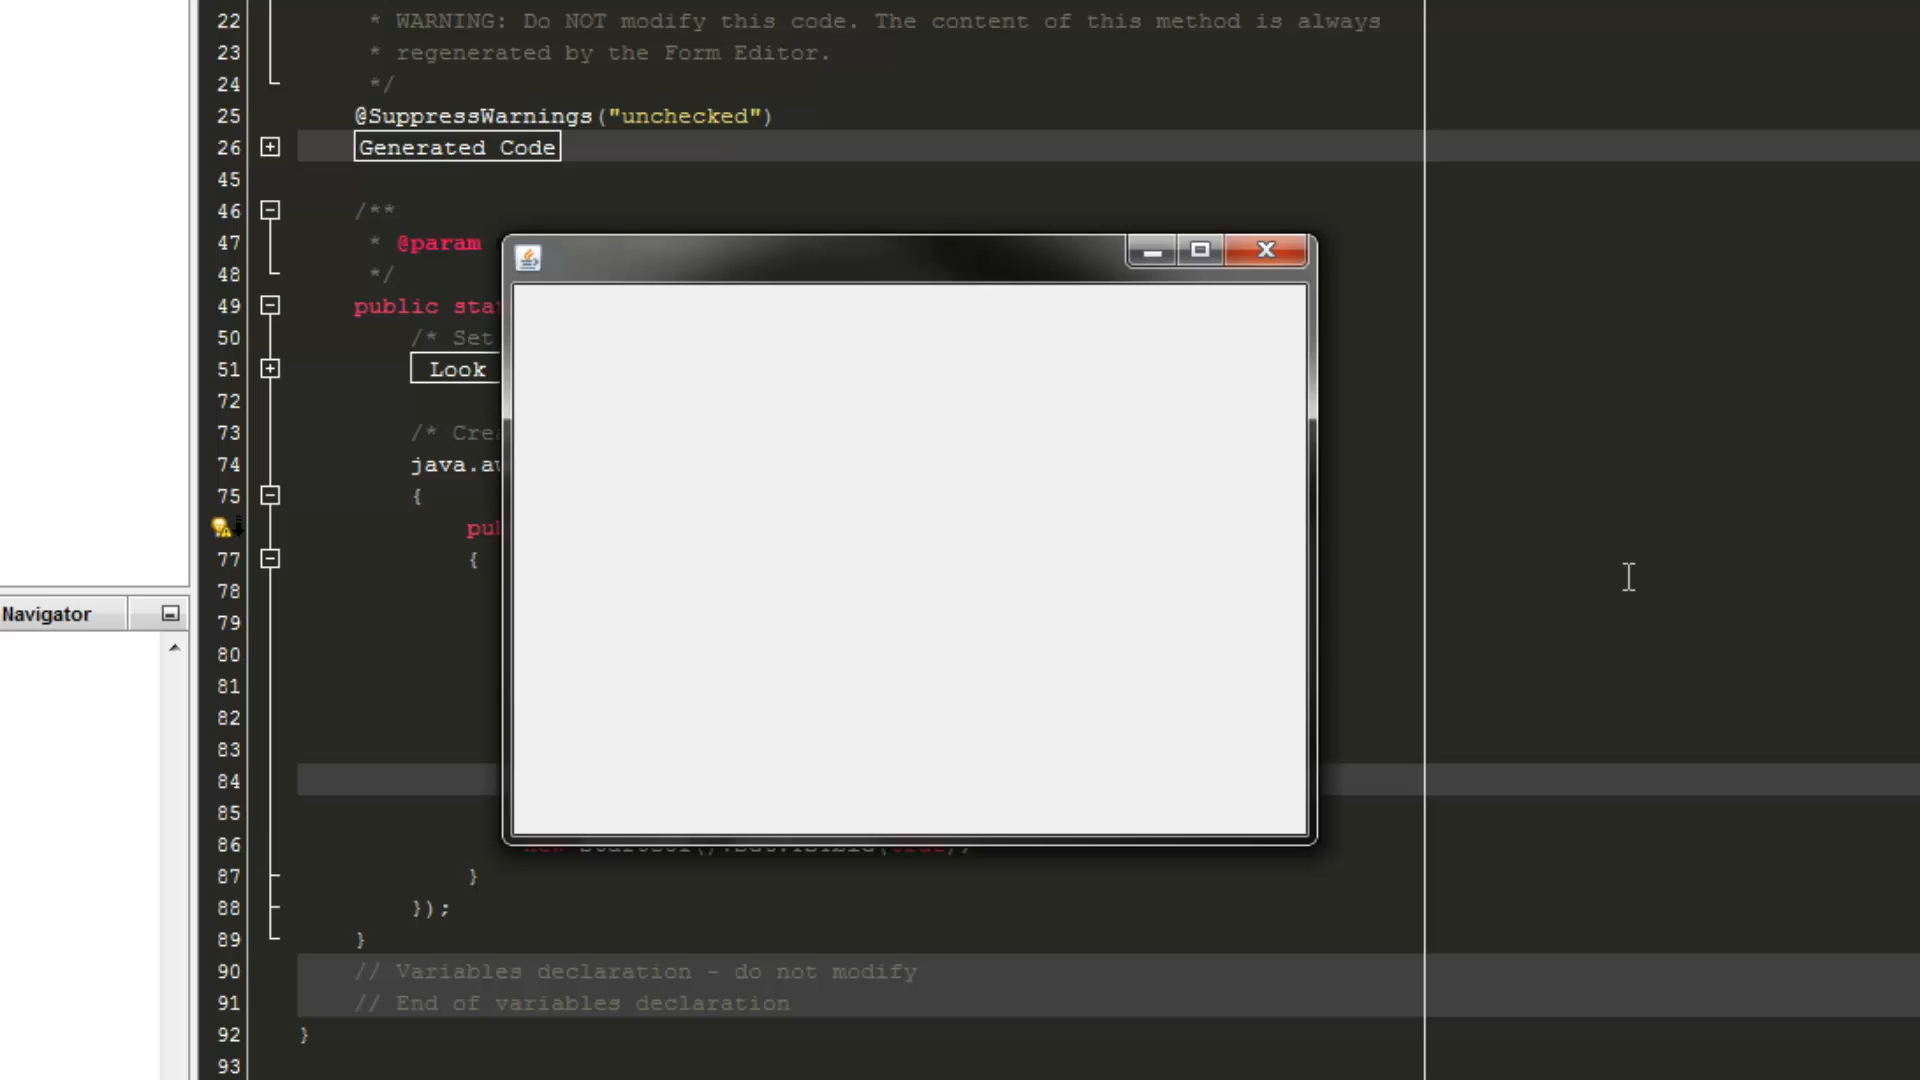 22 * WARNING: Do NOT modify this code. The content of this method is always
23 * regenerated by the Form Editor.
24 */
25 @SuppressWarnings("unchecked")
26 Generated Code
45
46 /**
47 * @param
48 */
49 public sta
50 /* Set
51 Look
72
73 /* Crea
74 java.aw
75 {
pub
77 {
78
Navigator
79
80
81
82
83
84
85
86
87 }
88 });
89 }
90 // Variables declaration - do not modify
91 // End of variables declaration
92 }
93